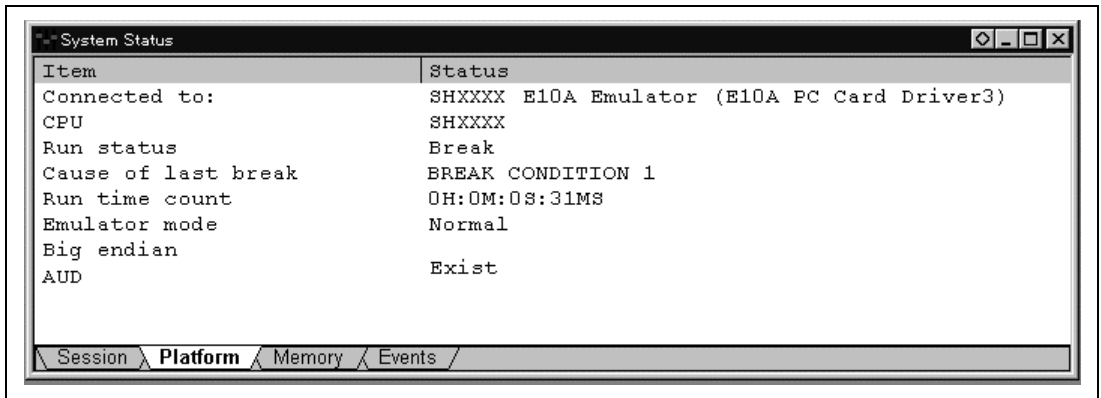 System Status
Item Status
Connected to: SHXXXX E10A Emulator (E10A PC Card Driver3)
CPU SHXXXX
Run status Break
Cause of last break BREAK CONDITION 1
Run time count 0H:0M:0S:31MS
Emulator mode Normal
Big endian
AUD Exist
Session Platform Memory Events